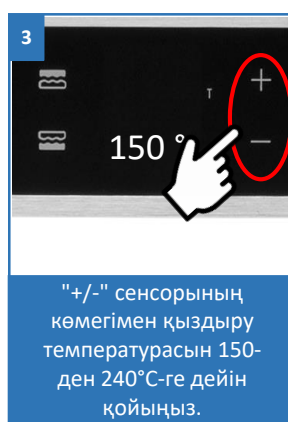 3
+
T
150 °
−
"+/-" сенсорының
көмегімен қыздыру
температурасын 150-
ден 240°C-ге дейін
қойыңыз.